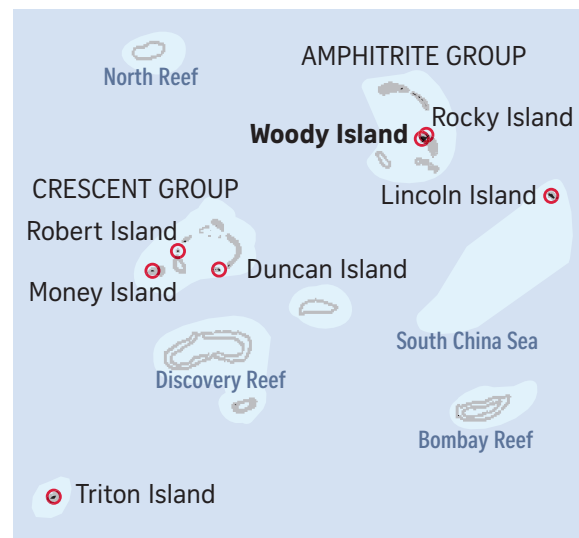 North Reef
AMPHITRITE GROUP
Rocky Island
Woody Island
CRESCENT GROUP
Lincoln Island
Robert Island
Duncan Island
Money Island
South China Sea
Discovery Reef
Bombay Reef
Triton Island